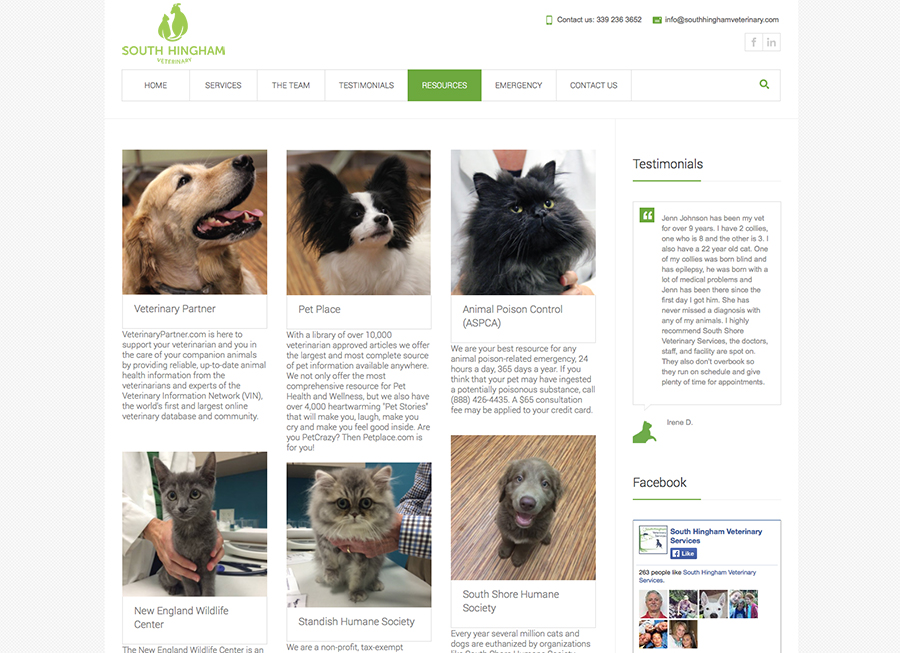 Contact us: 339 236 3652
info@southhinghamveterinary.com
SOUTH HINGHAM
VETERINARY
HOME
SERVICES
THE TEAM
TESTIMONIALS
RESOURCES
EMERGENCY
CONTACT US
Veterinary Partner
VeterinaryPartner.com is here to
support your veterinarian and you in
the care of your companion animals
by providing reliable, up-to-date animal
health information from the
veterinarians and experts of the
Veterinary Information Network (VIN),
the world's first and largest online
veterinary database and community.
Pet Place
With a library of over 10,000
veterinarian approved articles we offer
the largest and most complete source
of pet information available anywhere.
We not only offer the most
comprehensive resource for Pet
Health and Wellness, but we also have
over 4,000 heartwarming "Pet Stories"
that will make you, laugh, make you
cry and make you feel good inside. Are
you PetCrazy? Then Petplace.com is
for you!
Animal Poison Control
(ASPCA)
We are your best resource for any
animal poison-related emergency, 24
hours a day, 365 days a year. If you
think that your pet may have ingested
a potentially poisonous substance, call
(888) 426-4435. A $65 consultation
fee may be applied to your credit card.
New England Wildlife
Center
The New England Wildlife Center is an
Standish Humane Society
We are a non-profit, tax-exempt
South Shore Humane
Society
Every year several million cats and
dogs are euthanized by organizations
like South Shore Humane Society
Testimonials
Jenn Johnson has been my vet
for over 9 years. I have 2 collies,
one who is 8 and the other is 3. I
also have a 22 year old cat. One
of my collies was born blind and
has epilepsy, he was born with a
lot of medical problems and
Jenn has been there since the
first day I got him. She has
never missed a diagnosis with
any of my animals. I highly
recommend South Shore
Veterinary Services, the doctors,
staff, and facility are spot on.
They also don't overbook so
they run on schedule and give
plenty of time for appointments.
Irene D.
Facebook
South Hingham Veterinary
Services
Like
263 people like South Hingham Veterinary
Services.